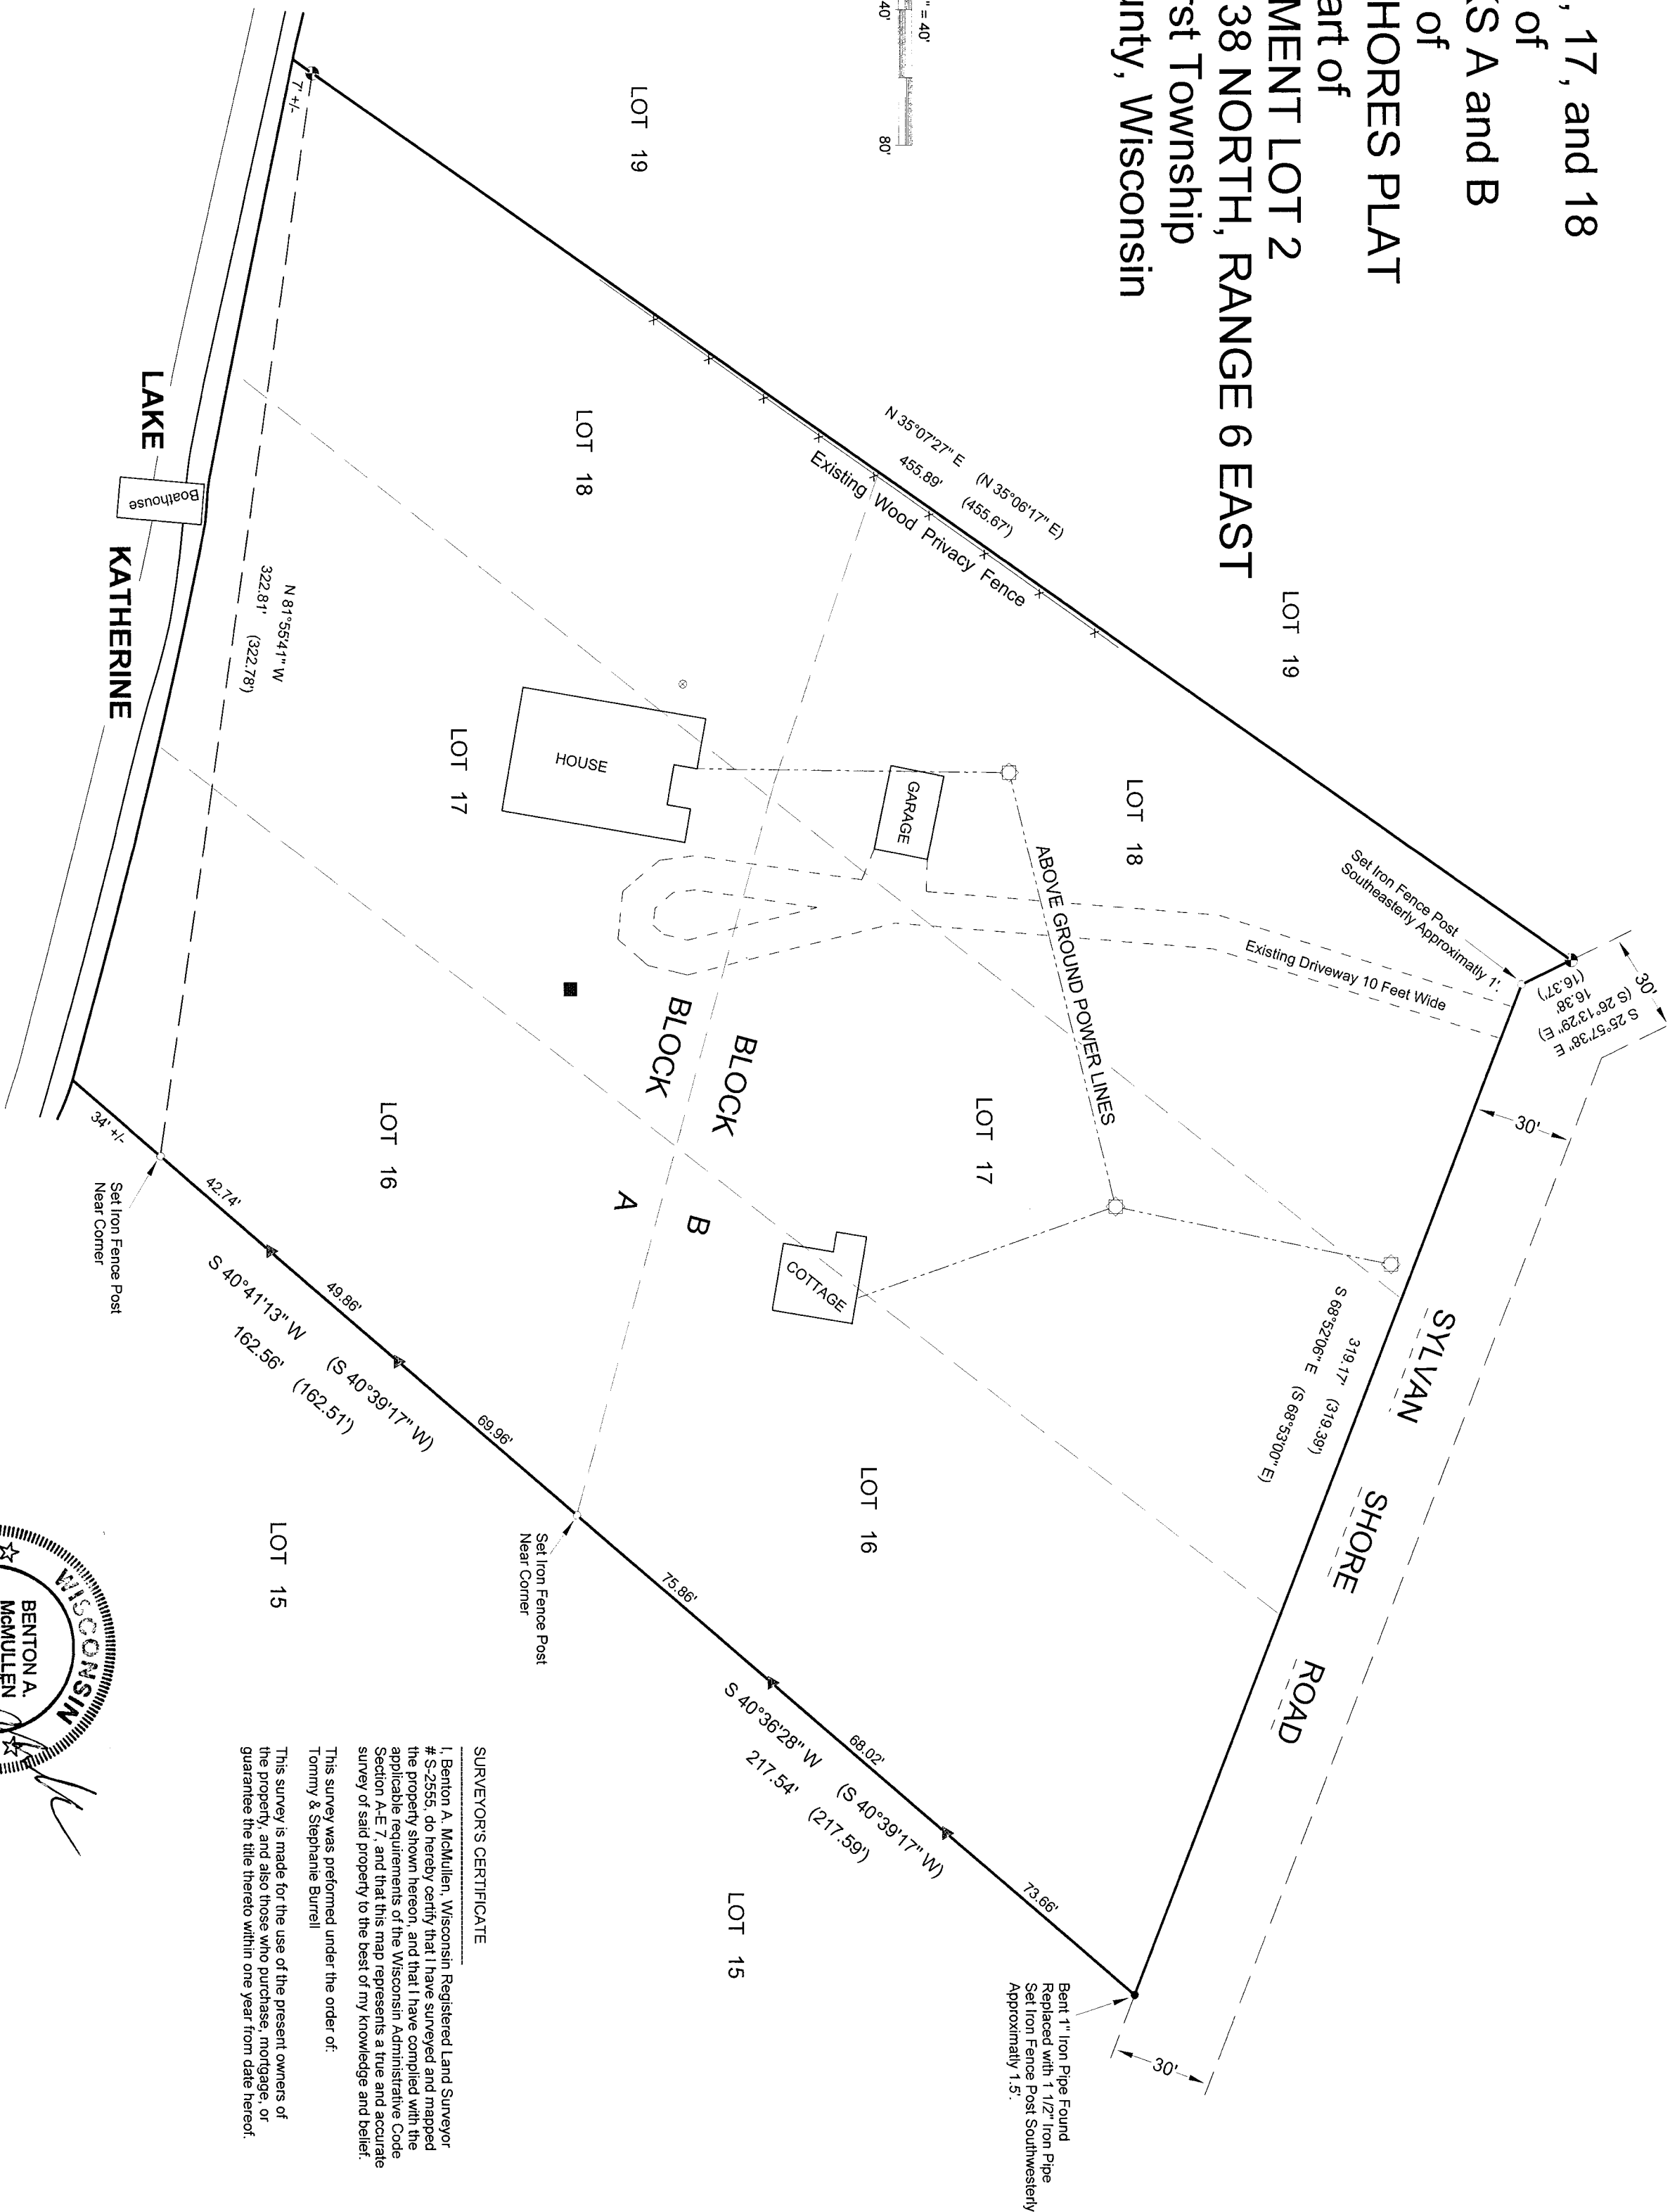 , 17, and 18
of
KS A and B
of
HORES PLAT
art of
MENT LOT 2
38 NORTH, RANGE 6 EAST
rst Township
unty, Wisconsin
" = 40'
40'
80'
LOT 19
LOT 19
N 35°07'27" E (N 35°06'17" E)
455.89' (455.67')
Existing Wood Privacy Fence
Set Iron Fence Post
Southeasterly Approximatly 1'.
30'
S 25°57'38" E
(S 26°13'29" E)
16.38'
(16.37')
Existing Driveway 10 Feet Wide
30'
SYLVAN SHORE ROAD
319.17' (319.39')
S 68°52'06" E (S 68°53'00" E)
LOT 18
ABOVE GROUND POWER LINES
GARAGE
LOT 17
LOT 16
COTTAGE
BLOCK B
BLOCK A
LOT 18
HOUSE
LOT 17
LOT 16
7' +/-
N 81°55'41" W
322.81' (322.78')
Boathouse
LAKE KATHERINE
34' +/-
Set Iron Fence Post
Near Corner
42.74'
49.86'
69.96'
S 40°41'13" W (S 40°39'17" W)
162.56' (162.51')
Set Iron Fence Post
Near Corner
75.86'
68.02'
73.66'
S 40°36'28" W (S 40°39'17" W)
217.54' (217.59')
LOT 15
LOT 15
Bent 1" Iron Pipe Found
Replaced with 1 1/2" Iron Pipe
Set Iron Fence Post Southwesterly
Approximatly 1.5'.
30'
SURVEYOR'S CERTIFICATE
I, Benton A. McMullen, Wisconsin Registered Land Surveyor
# S-2555, do hereby certify that I have surveyed and mapped
the property shown hereon, and that I have complied with the
applicable requirements of the Wisconsin Administrative Code
Section A-E 7, and that this map represents a true and accurate
survey of said property to the best of my knowledge and belief.
This survey was preformed under the order of:
Tommy & Stephanie Burrell
This survey is made for the use of the present owners of
the property, and also those who purchase, mortgage, or
guarantee the title thereto within one year from date hereof.
WISCONSIN
BENTON A.
McMULLEN